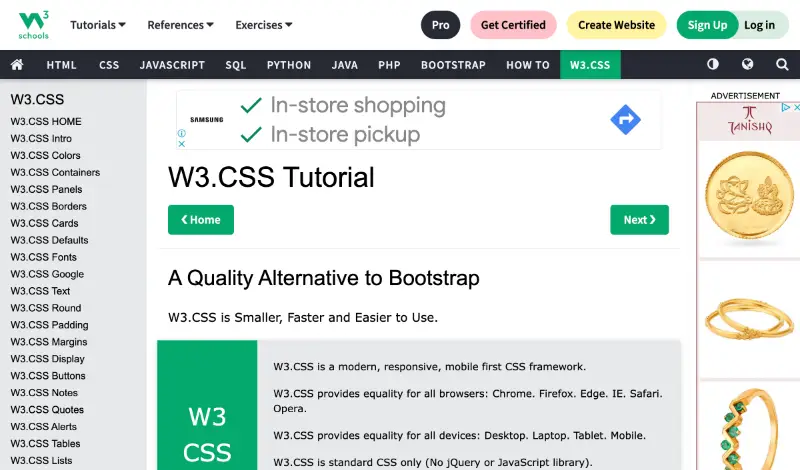 W3
schools
Tutorials
References
Exercises
Pro
Get Certified
Create Website
Sign Up
Log in
HTML
CSS
JAVASCRIPT
SQL
PYTHON
JAVA
PHP
BOOTSTRAP
HOW TO
W3.CSS
W3.CSS
W3.CSS HOME
W3.CSS Intro
W3.CSS Colors
W3.CSS Containers
W3.CSS Panels
W3.CSS Borders
W3.CSS Cards
W3.CSS Defaults
W3.CSS Fonts
W3.CSS Google
W3.CSS Text
W3.CSS Round
W3.CSS Padding
W3.CSS Margins
W3.CSS Display
W3.CSS Buttons
W3.CSS Notes
W3.CSS Quotes
W3.CSS Alerts
W3.CSS Tables
W3.CSS Lists
SAMSUNG
In-store shopping
In-store pickup
W3.CSS Tutorial
❮ Home
Next ❯
A Quality Alternative to Bootstrap
W3.CSS is Smaller, Faster and Easier to Use.
W3
CSS
W3.CSS is a modern, responsive, mobile first CSS framework.
W3.CSS provides equality for all browsers: Chrome. Firefox. Edge. IE. Safari.
Opera.
W3.CSS provides equality for all devices: Desktop. Laptop. Tablet. Mobile.
W3.CSS is standard CSS only (No jQuery or JavaScript library).
ADVERTISEMENT
TANISHQ